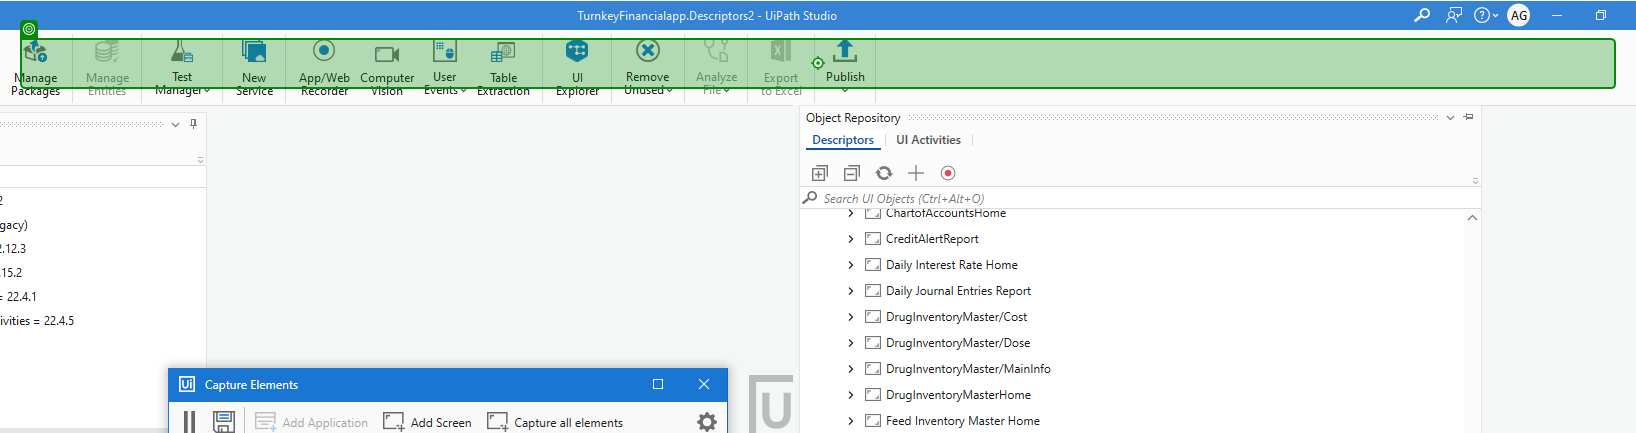 TurnkeyFinancialapp.Descriptors2 - UiPath Studio
AG
Manage Packages
Manage Entities
Test Manager
New Service
App/Web Recorder
Computer Vision
User Events
Table Extraction
UI Explorer
Remove Unused
Analyze File
Export to Excel
Publish
Object Repository
Descriptors
UI Activities
Search UI Objects (Ctrl+Alt+O)
2
gacy)
2.12.3
15.2
= 22.4.1
ivities = 22.4.5
ChartofAccountsHome
CreditAlertReport
Daily Interest Rate Home
Daily Journal Entries Report
DrugInventoryMaster/Cost
DrugInventoryMaster/Dose
DrugInventoryMaster/MainInfo
DrugInventoryMasterHome
Feed Inventory Master Home
Ui Capture Elements
Add Application
Add Screen
Capture all elements
U